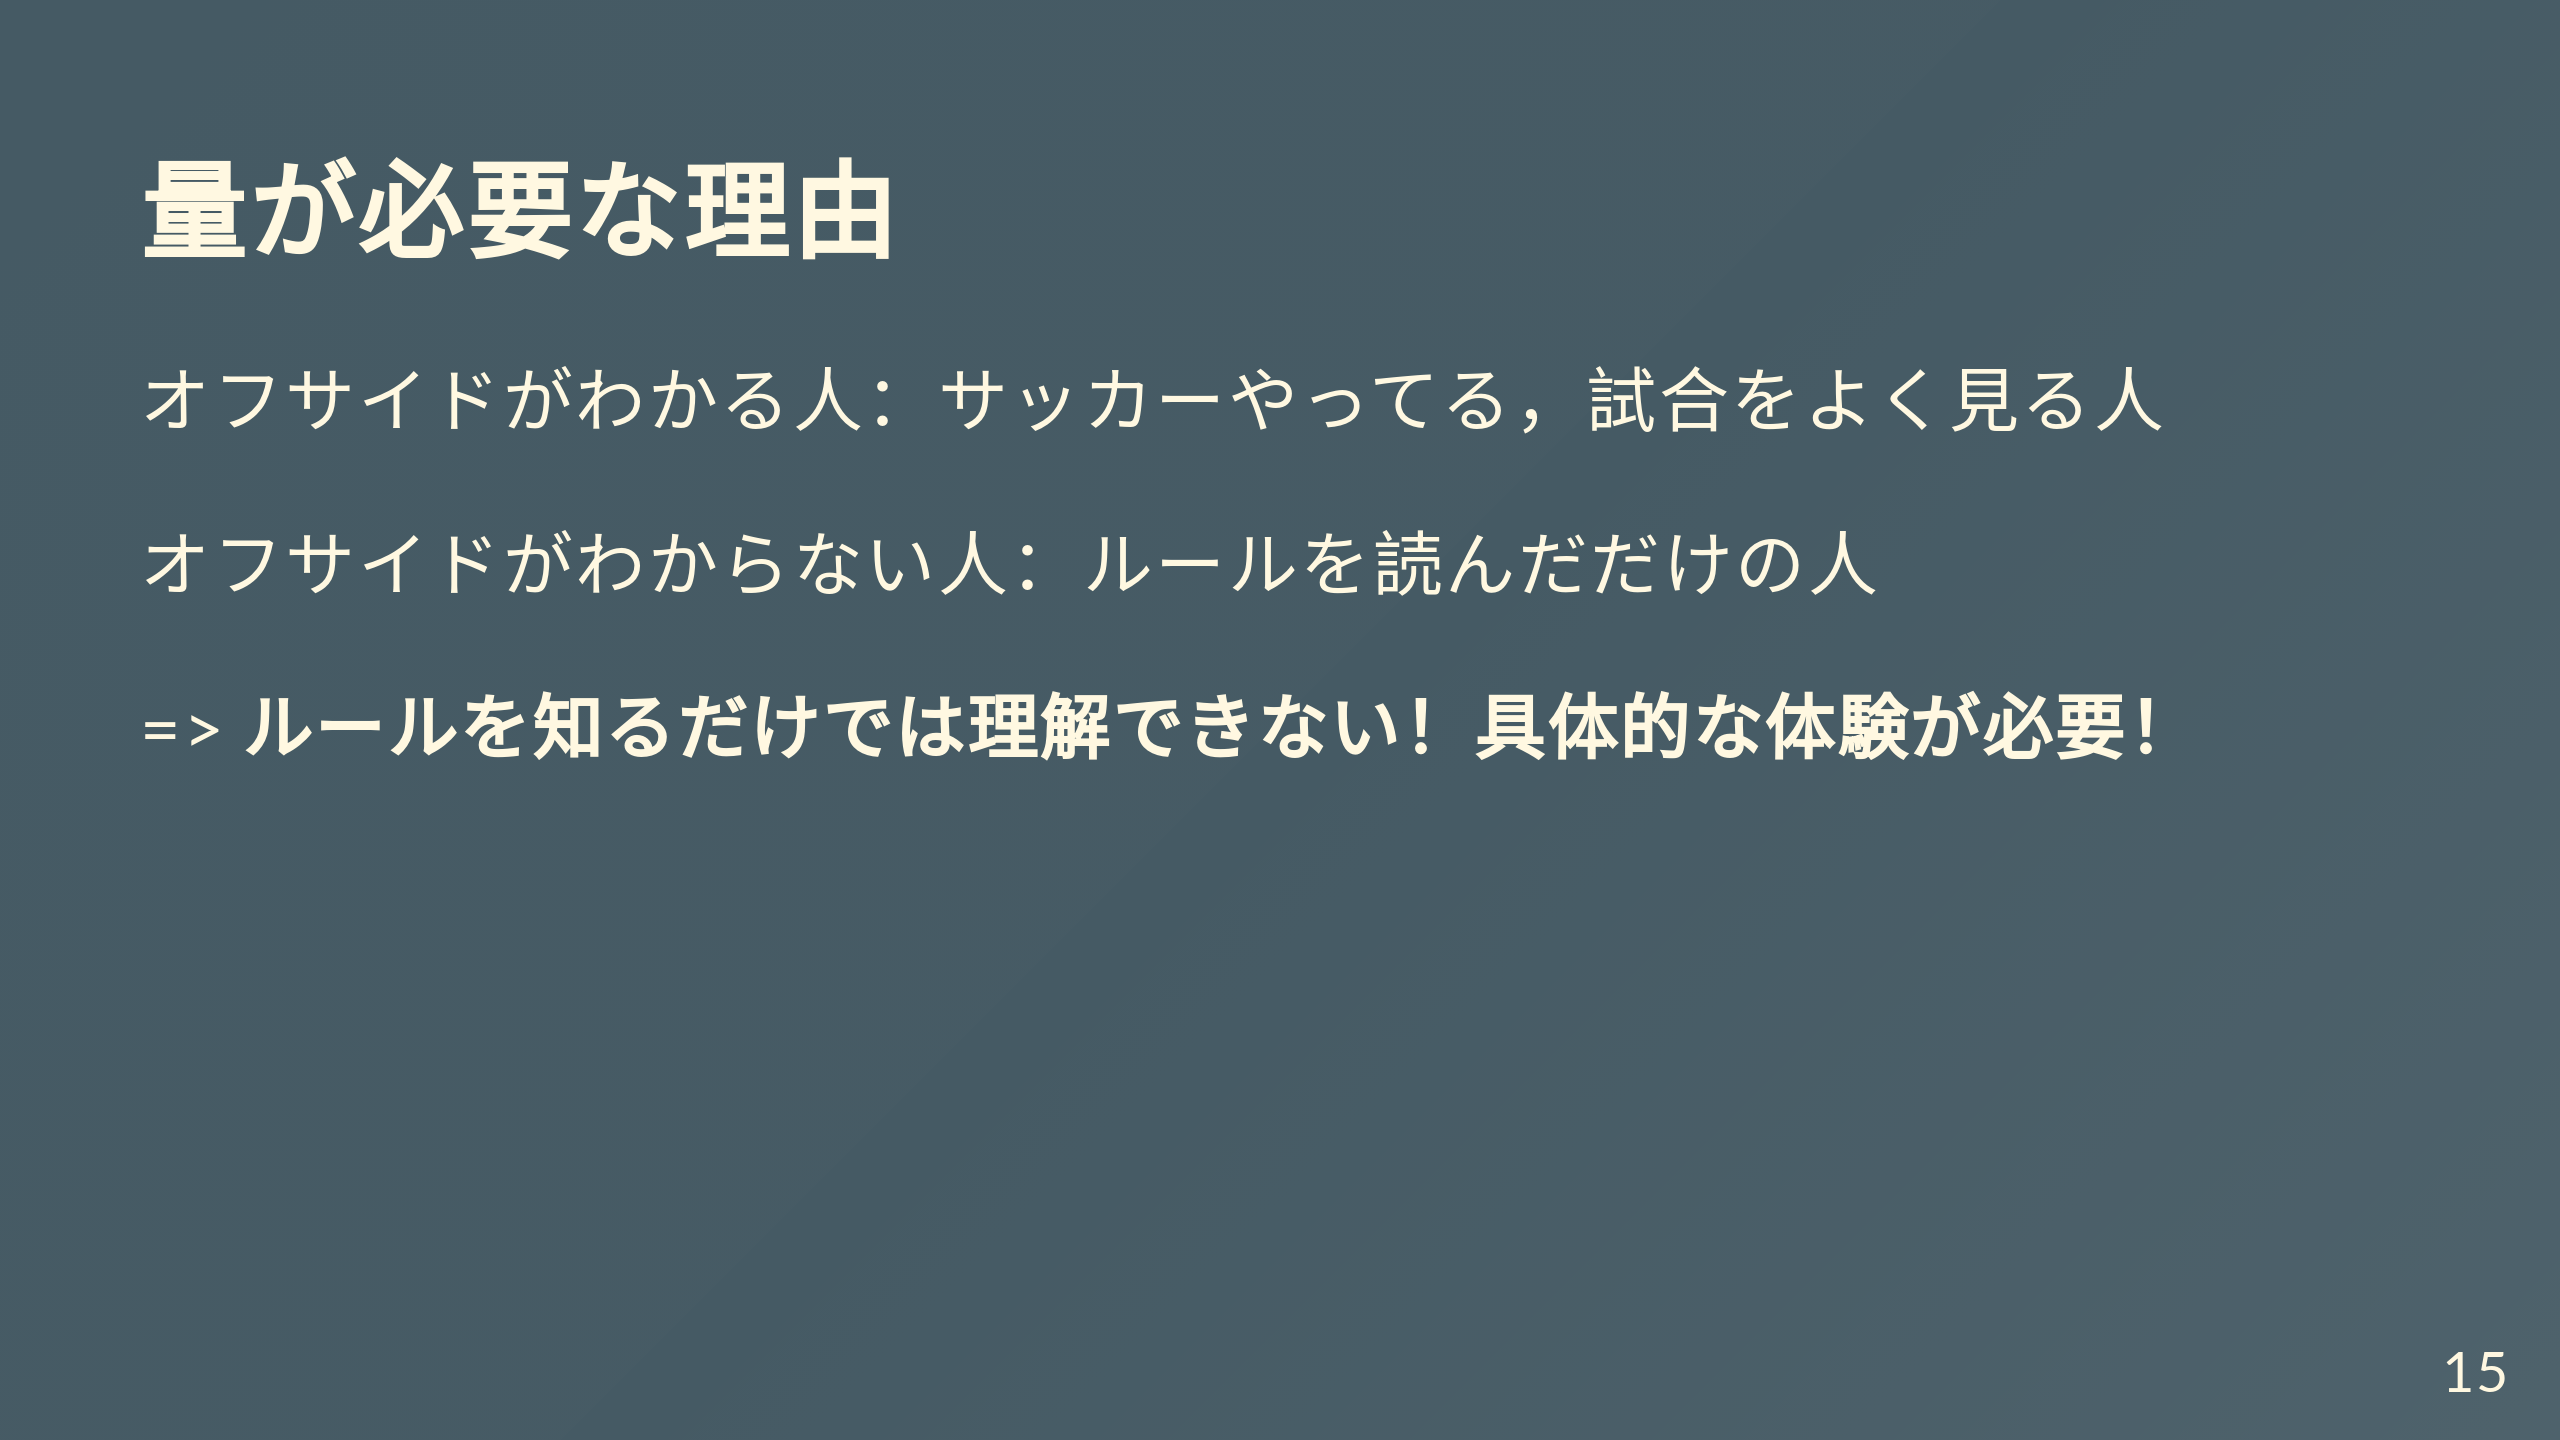 量が必要な理由
オフサイドがわかる人：サッカーやってる，試合をよく見る人
オフサイドがわからない人：ルールを読んだだけの人
=> ルールを知るだけでは理解できない！具体的な体験が必要！
15